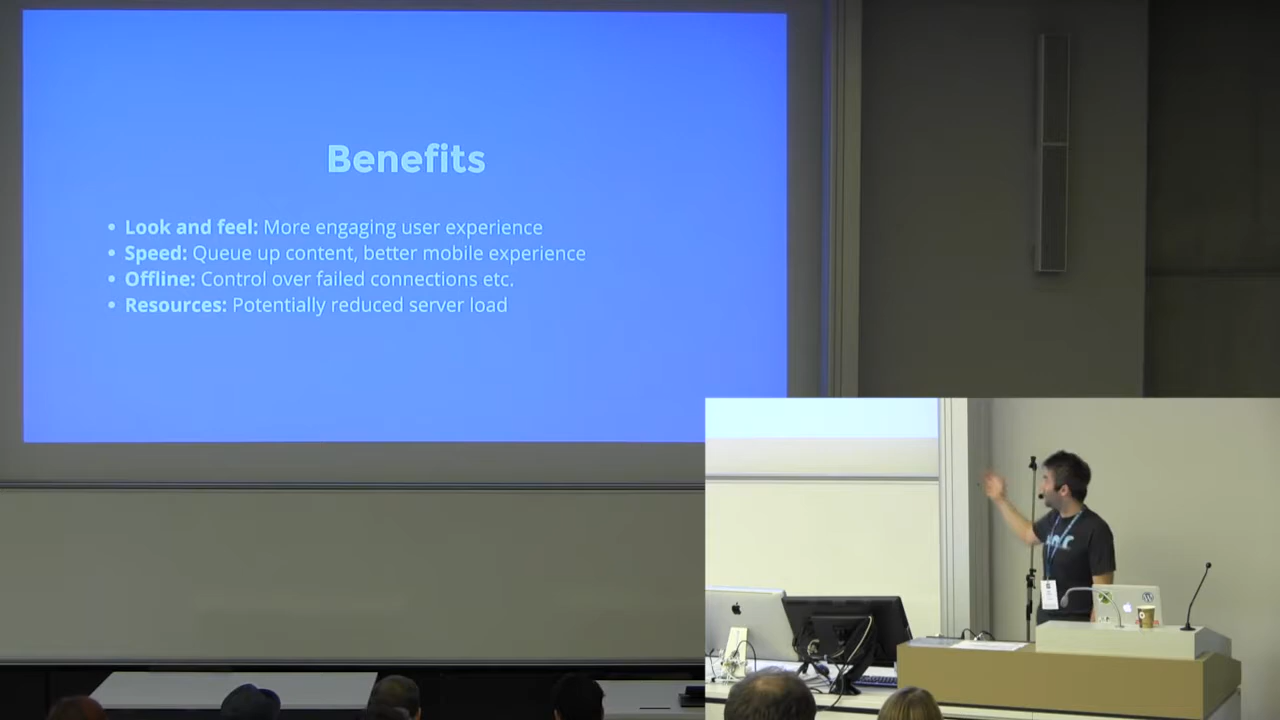 Benefits
• Look and feel: More engaging user experience
• Speed: Queue up content, better mobile experience
• Offline: Control over failed connections etc.
• Resources: Potentially reduced server load